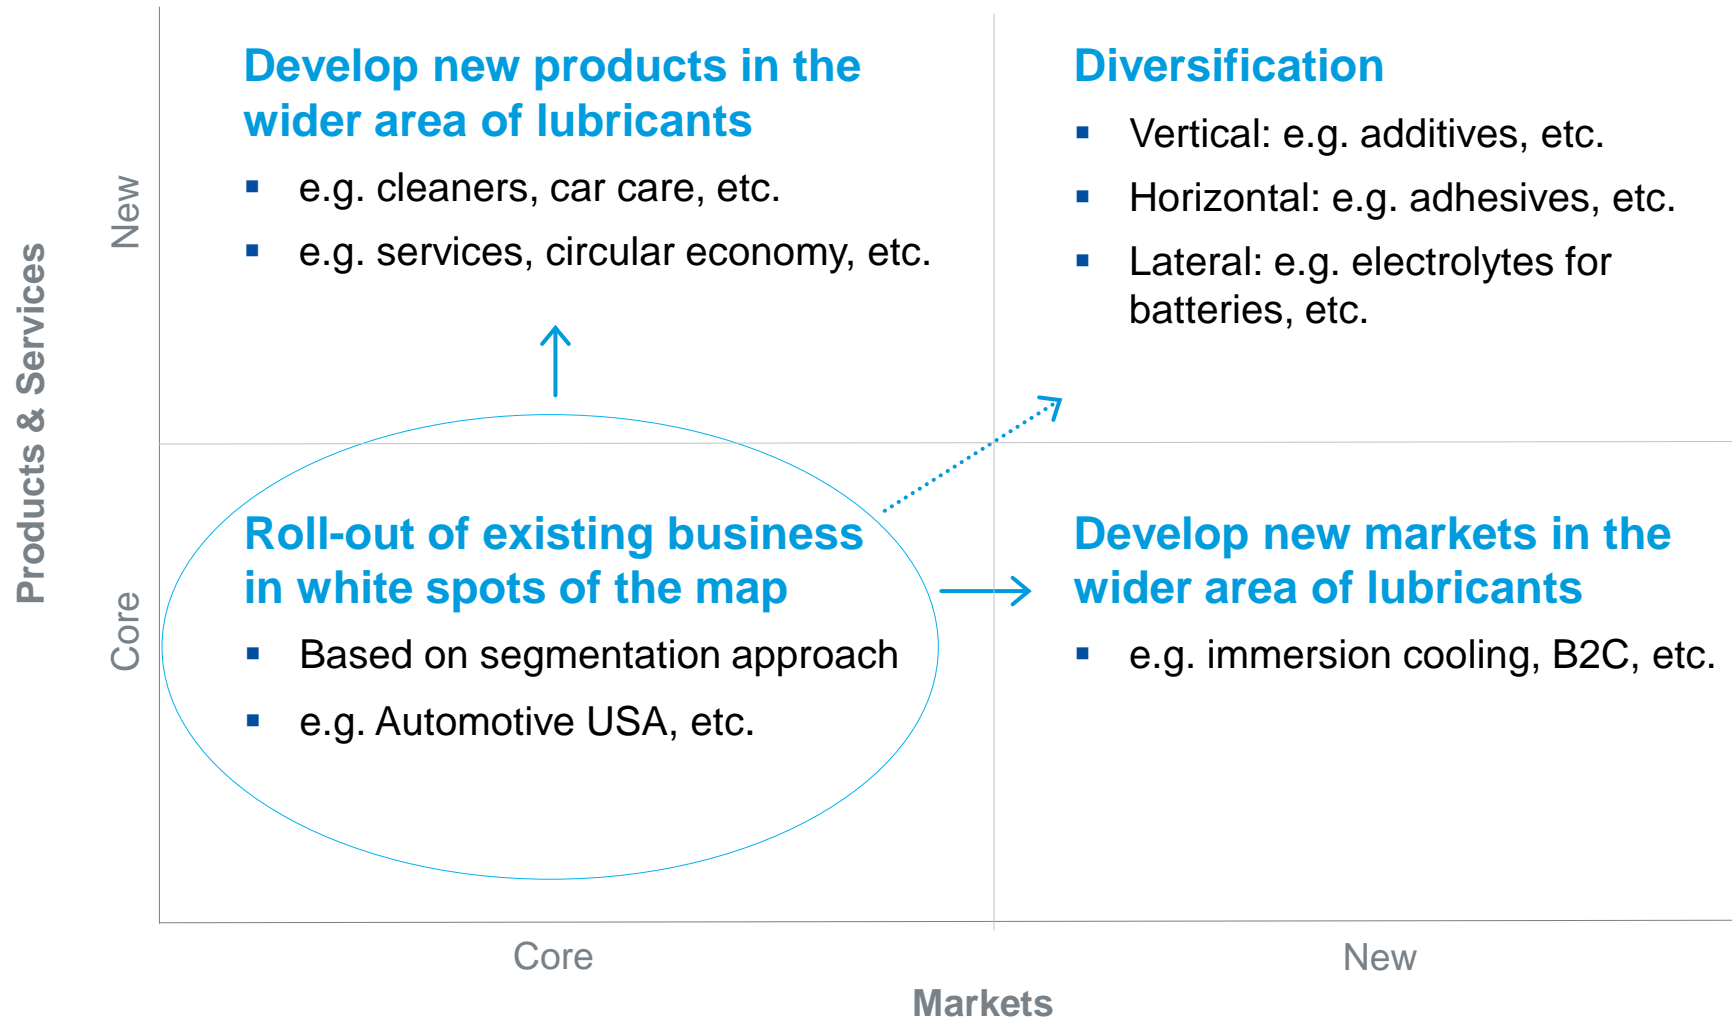 Products & Services
New
Core
Develop new products in the
wider area of lubricants
▪ e.g. cleaners, car care, etc.
▪ e.g. services, circular economy, etc.
Diversification
▪ Vertical: e.g. additives, etc.
▪ Horizontal: e.g. adhesives, etc.
▪ Lateral: e.g. electrolytes for
batteries, etc.
Roll-out of existing business
in white spots of the map
▪ Based on segmentation approach
▪ e.g. Automotive USA, etc.
Develop new markets in the
wider area of lubricants
▪ e.g. immersion cooling, B2C, etc.
Core
New
Markets